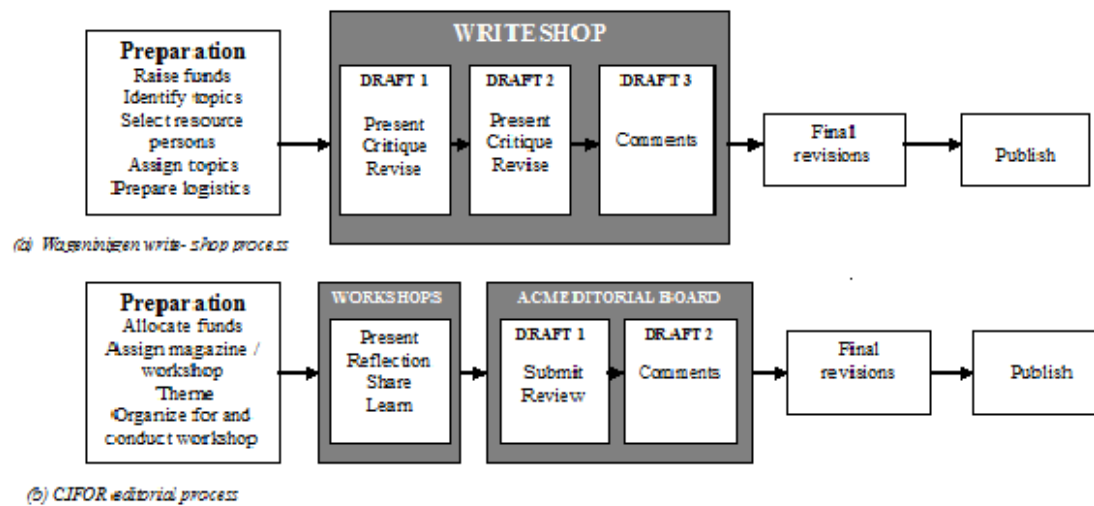 WRITESHOP
Preparation
Raise funds
Identify topics
Select resource
persons
Assign topics
Prepare logistics
DRAFT 1
Present
Critique
Revise
DRAFT 2
Present
Critique
Revise
DRAFT 3
Comments
Final
revisions
Publish
(a) Wageningen write- shop process
Preparation
Allocate funds
Assign magazine /
workshop
Theme
Organize for and
conduct workshop
WORKSHOPS
Present
Reflection
Share
Learn
ACM EDITORIAL BOARD
DRAFT 1
Submit
Review
DRAFT 2
Comments
Final
revisions
Publish
(b) CIFOR editorial process